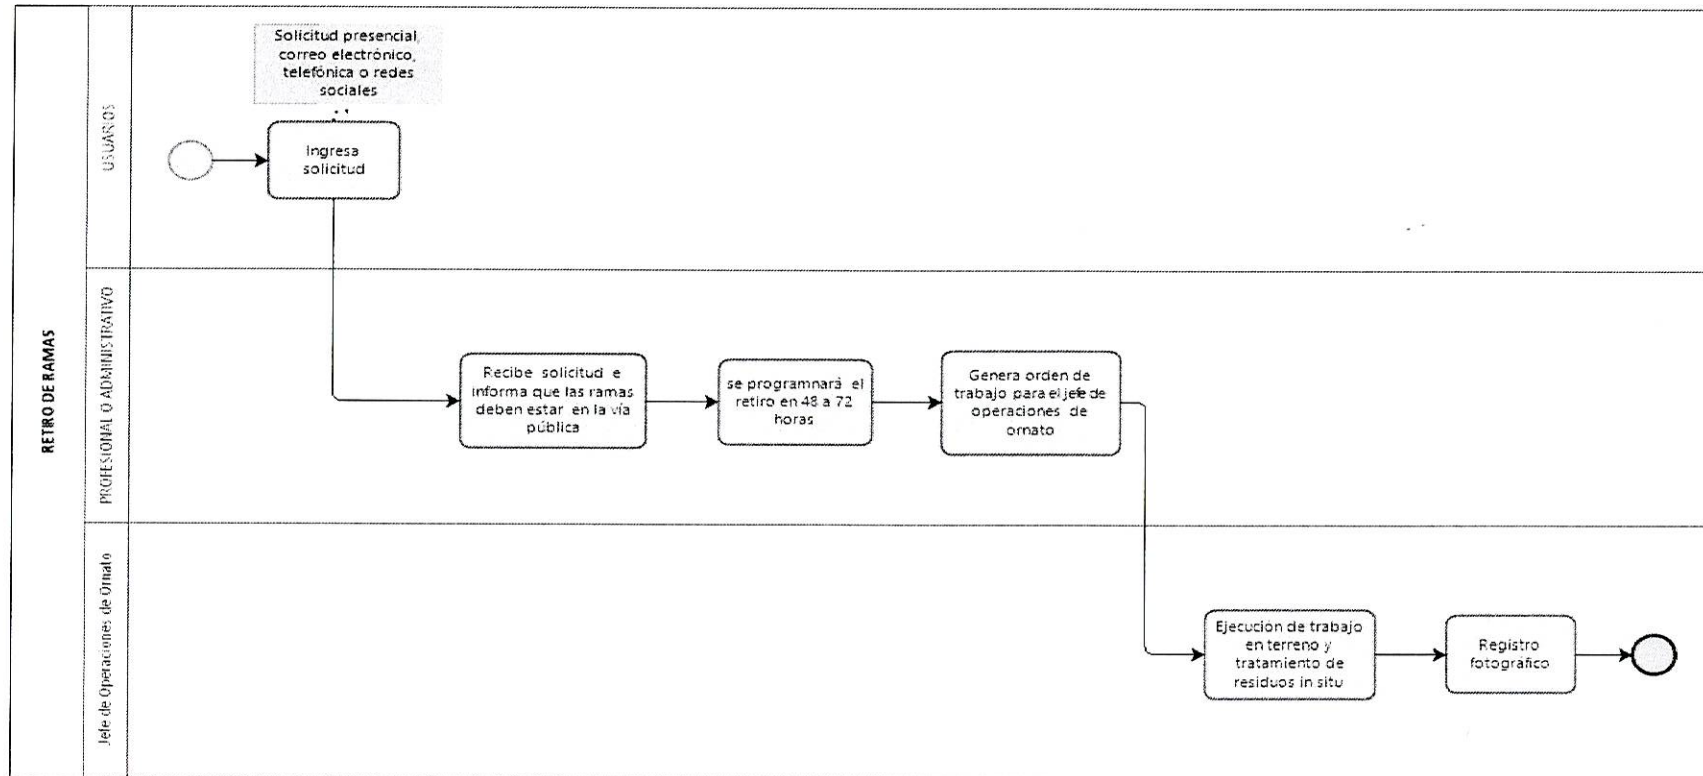 RETIRO DE RAMAS
USUARIOS
Solicitud presencial,
correo electrónico,
telefónica o redes
sociales
Ingresa
solicitud
PROFESIONAL O ADMINISTRATIVO
Recibe solicitud e
informa que las ramas
deben estar en la vía
pública
se programnará el
retiro en 48 a 72
horas
Genera orden de
trabajo para el jefe de
operaciones de
ornato
Jefe de Operaciones de Ornato
Ejecución de trabajo
en terreno y
tratamiento de
residuos in situ
Registro
fotográfico